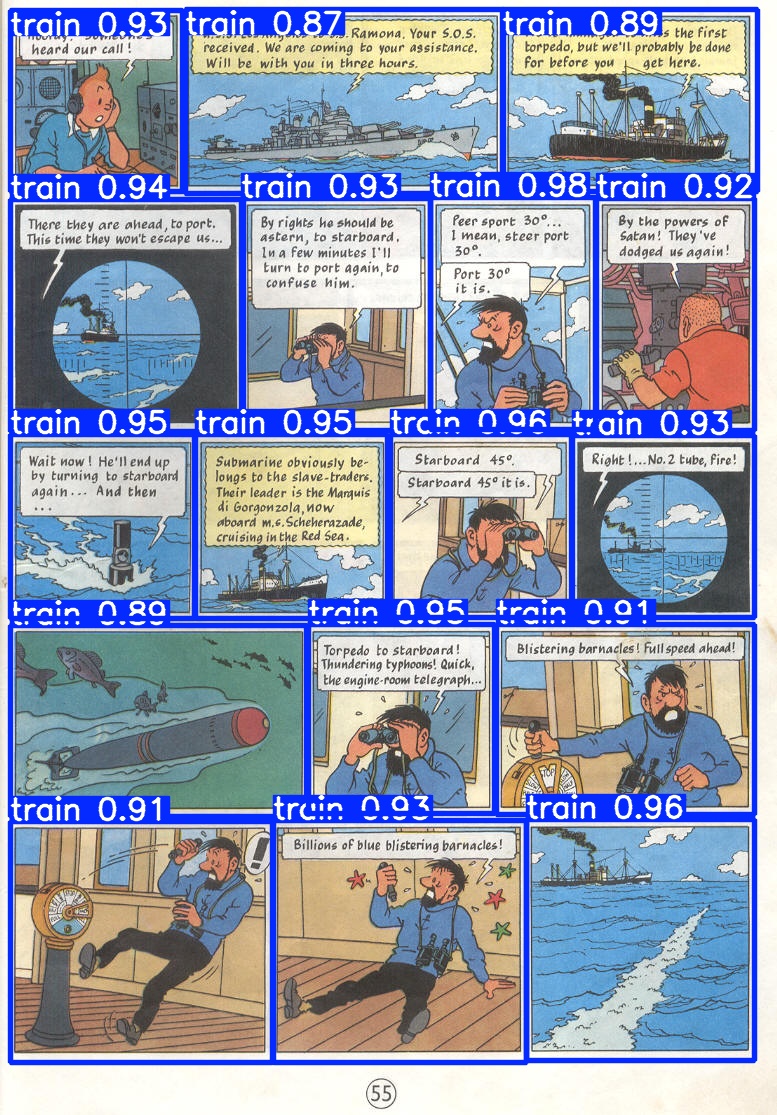 train 0.93
heard our call!
train 0.87
Ramona. Your S.O.S.
received. We are coming to your assistance.
Will be with you in three hours.
train 0.89
the first
torpedo, but we'll probably be done
for before you get here.
train 0.94
There they are ahead, to port.
This time they won't escape us...
train 0.93
By rights he should be
astern, to starboard.
In a few minutes I'll
turn to port again, to
confuse him.
train 0.98
Peer sport 30°...
I mean, steer port
30°.
Port 30°
it is.
train 0.92
By the powers of
Satan! They've
dodged us again!
train 0.95
Wait now! He'll end up
by turning to starboard
again... And then
...
train 0.95
Submarine obviously be-
longs to the slave-traders.
Their leader is the Marquis
di Gorgonzola, now
aboard m.s. Scheherazade,
cruising in the Red Sea.
train 0.96
Starboard 45°.
Starboard 45° it is.
train 0.93
Right!...No. 2 tube, fire!
train 0.89
train 0.95
Torpedo to starboard!
Thundering typhoons! Quick,
the engine-room telegraph...
train 0.91
Blistering barnacles! Full speed ahead!
STOP
train 0.91
!
train 0.93
Billions of blue blistering barnacles!
train 0.96
55